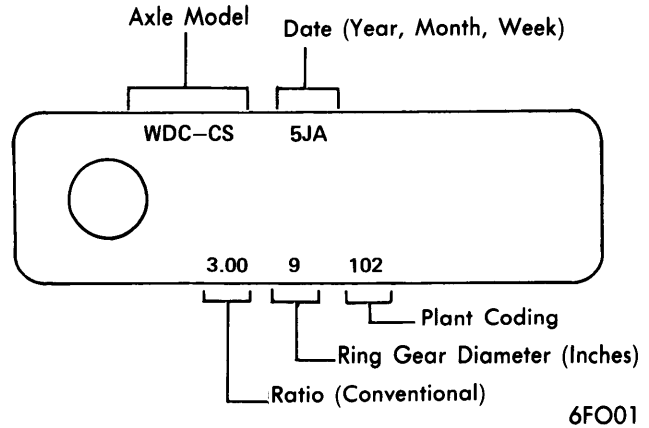 Axle Model
Date (Year, Month, Week)
WDC-CS 5JA
3.00 9 102
Plant Coding
Ring Gear Diameter (Inches)
Ratio (Conventional)
6FO01